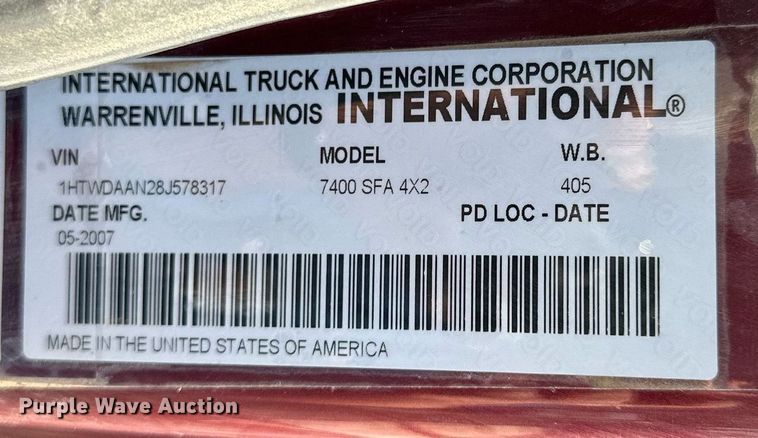 INTERNATIONAL TRUCK AND ENGINE CORPORATION
WARRENVILLE, ILLINOIS INTERNATIONAL®
VIN MODEL W.B.
1HTWDAAN28J578317 7400 SFA 4X2 405
DATE MFG. PD LOC - DATE
05-2007
MADE IN THE UNITED STATES OF AMERICA
Purple Wave Auction